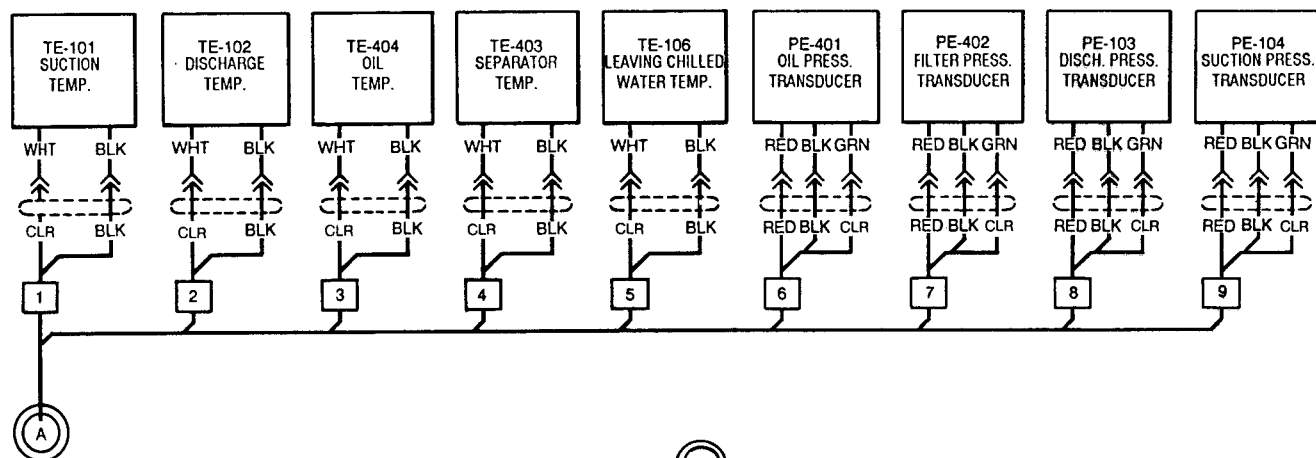 TE-101
SUCTION
TEMP.
TE-102
DISCHARGE
TEMP.
TE-404
OIL
TEMP.
TE-403
SEPARATOR
TEMP.
TE-106
LEAVING CHILLED
WATER TEMP.
PE-401
OIL PRESS.
TRANSDUCER
PE-402
FILTER PRESS.
TRANSDUCER
PE-103
DISCH. PRESS.
TRANSDUCER
PE-104
SUCTION PRESS.
TRANSDUCER
WHT BLK WHT BLK WHT BLK WHT BLK WHT BLK RED BLK GRN RED BLK GRN RED BLK GRN RED BLK GRN
CLR BLK CLR BLK CLR BLK CLR BLK CLR BLK RED BLK CLR RED BLK CLR RED BLK CLR RED BLK CLR
1 2 3 4 5 6 7 8 9
A